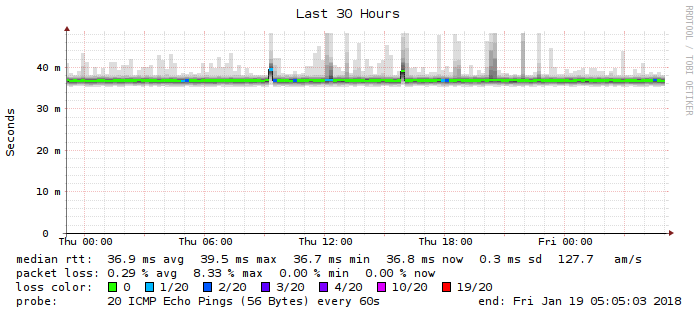 Last 30 Hours
RRDTOOL / TOBI OETIKER
Seconds
40 m
30 m
20 m
10 m
0
Thu 00:00 Thu 06:00 Thu 12:00 Thu 18:00 Fri 00:00
median rtt: 36.9 ms avg 39.5 ms max 36.7 ms min 36.8 ms now 0.3 ms sd 127.7 am/s
packet loss: 0.29 % avg 8.33 % max 0.00 % min 0.00 % now
loss color: 0 1/20 2/20 3/20 4/20 10/20 19/20
probe: 20 ICMP Echo Pings (56 Bytes) every 60s end: Fri Jan 19 05:05:03 2018